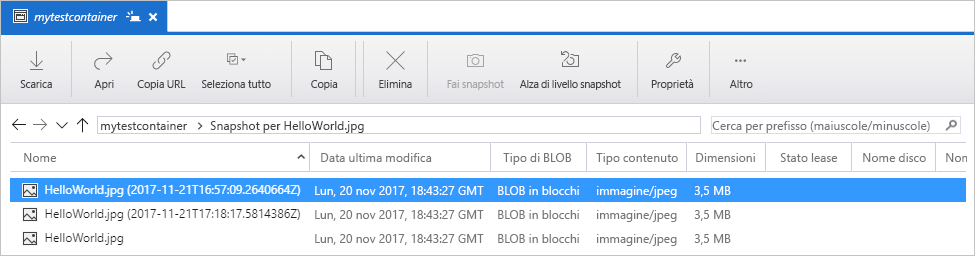 mytestcontainer
Scarica Apri Copia URL Seleziona tutto Copia Elimina Fai snapshot Alza di livello snapshot Proprietà Altro
mytestcontainer > Snapshot per HelloWorld.jpg Cerca per prefisso (maiuscole/minuscole)
Nome Data ultima modifica Tipo di BLOB Tipo contenuto Dimensioni Stato lease Nome disco Non
HelloWorld.jpg (2017-11-21T16:57:09.2640664Z) Lun, 20 nov 2017, 18:43:27 GMT BLOB in blocchi immagine/jpeg 3,5 MB
HelloWorld.jpg (2017-11-21T17:18:17.5814386Z) Lun, 20 nov 2017, 18:43:27 GMT BLOB in blocchi immagine/jpeg 3,5 MB
HelloWorld.jpg Lun, 20 nov 2017, 18:43:27 GMT BLOB in blocchi immagine/jpeg 3,5 MB